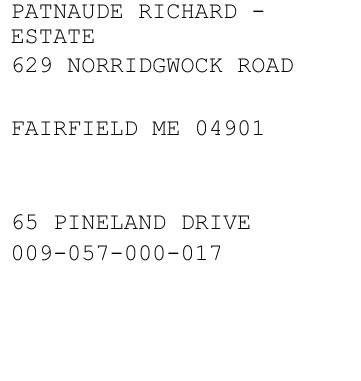 PATNAUDE RICHARD -
ESTATE
629 NORRIDGWOCK ROAD
FAIRFIELD ME 04901
65 PINELAND DRIVE
009-057-000-017